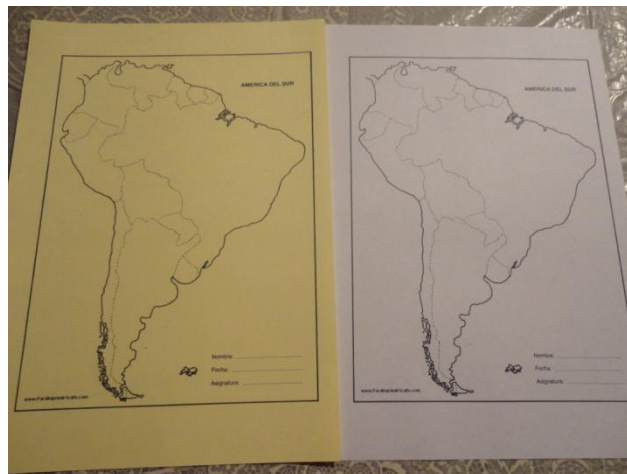 AMERICA DEL SUR
Nombre:
Fecha:
Asignatura:
AMERICA DEL SUR
Nombre:
Fecha:
Asignatura: